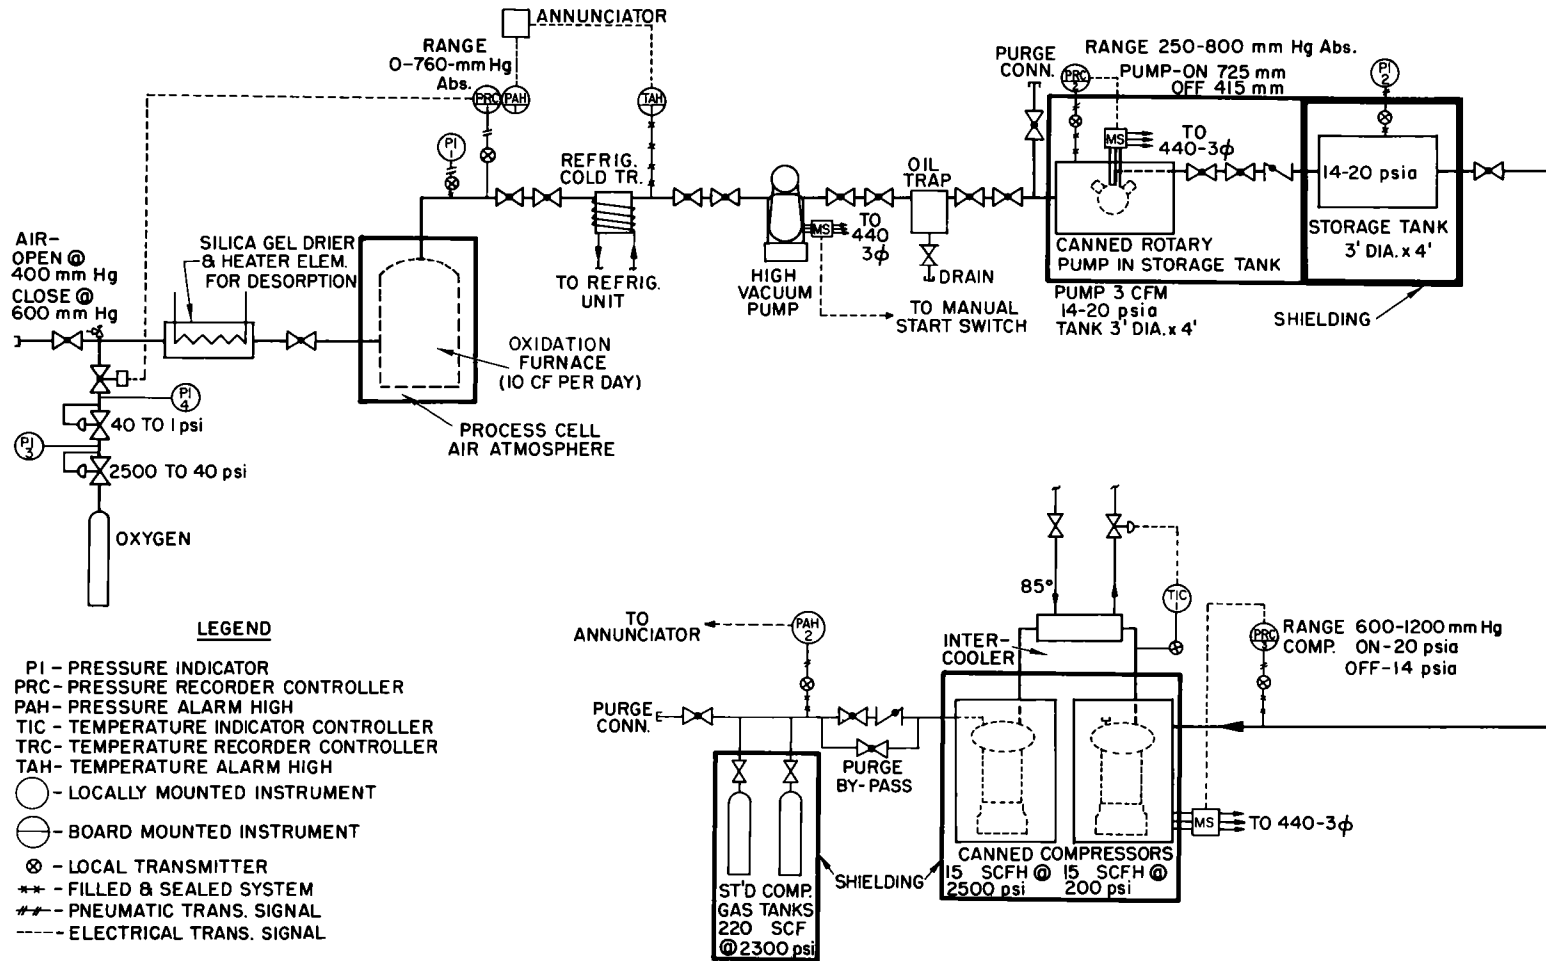 ANNUNCIATOR
RANGE
0-760-mm Hg
Abs.
PRC
PAH
TAH
PI
1
REFRIG.
COLD TR.
TO REFRIG.
UNIT
AIR-
OPEN @
400 mm Hg
CLOSE @
600 mm Hg
SILICA GEL DRIER
& HEATER ELEM.
FOR DESORPTION
OXIDATION
FURNACE
(10 CF PER DAY)
PROCESS CELL
AIR ATMOSPHERE
PI
4
40 TO 1 psi
PI
3
2500 TO 40 psi
OXYGEN
HIGH
VACUUM
PUMP
MS
TO
440
3φ
TO MANUAL
START SWITCH
OIL
TRAP
DRAIN
PURGE
CONN.
RANGE 250-800 mm Hg Abs.
PUMP-ON 725 mm
OFF 415 mm
PRC
2
MS
TO
440-3φ
CANNED ROTARY
PUMP IN STORAGE TANK
PUMP 3 CFM
14-20 psia
TANK 3' DIA. x 4'
PI
2
14-20 psia
STORAGE TANK
3' DIA. x 4'
SHIELDING
LEGEND
PI - PRESSURE INDICATOR
PRC- PRESSURE RECORDER CONTROLLER
PAH- PRESSURE ALARM HIGH
TIC - TEMPERATURE INDICATOR CONTROLLER
TRC- TEMPERATURE RECORDER CONTROLLER
TAH- TEMPERATURE ALARM HIGH
- LOCALLY MOUNTED INSTRUMENT
- BOARD MOUNTED INSTRUMENT
- LOCAL TRANSMITTER
- FILLED & SEALED SYSTEM
- PNEUMATIC TRANS. SIGNAL
- ELECTRICAL TRANS. SIGNAL
TO
ANNUNCIATOR
PAH
2
PURGE
CONN.
PURGE
BY-PASS
85°
INTER-
COOLER
TIC
1
PRC
3
RANGE 600-1200 mm Hg
COMP. ON-20 psia
OFF-14 psia
MS
TO 440-3φ
CANNED COMPRESSORS
15 SCFH @
2500 psi
15 SCFH @
200 psi
SHIELDING
ST'D COMP.
GAS TANKS
220 SCF
@ 2300 psi